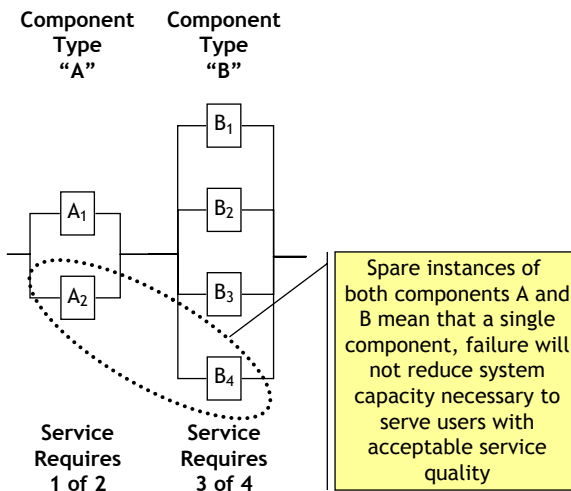 Component
Type
“A”
Component
Type
“B”
B1
B2
B3
B4
A1
A2
Spare instances of
both components A and
B mean that a single
component, failure will
not reduce system
capacity necessary to
serve users with
acceptable service
quality
Service
Requires
1 of 2
Service
Requires
3 of 4